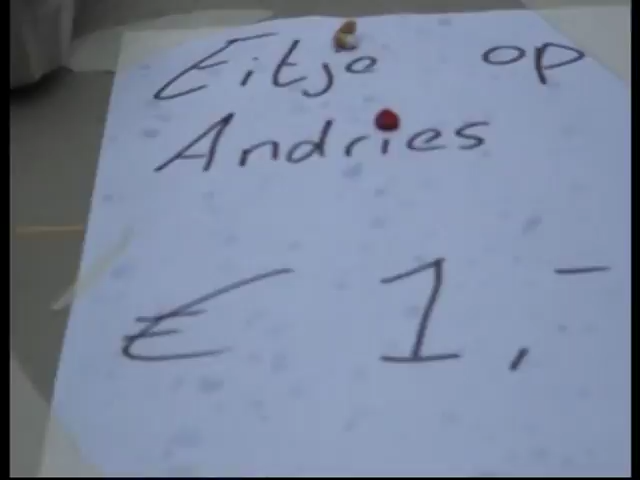 Eitje op
Andries
€ 1,-